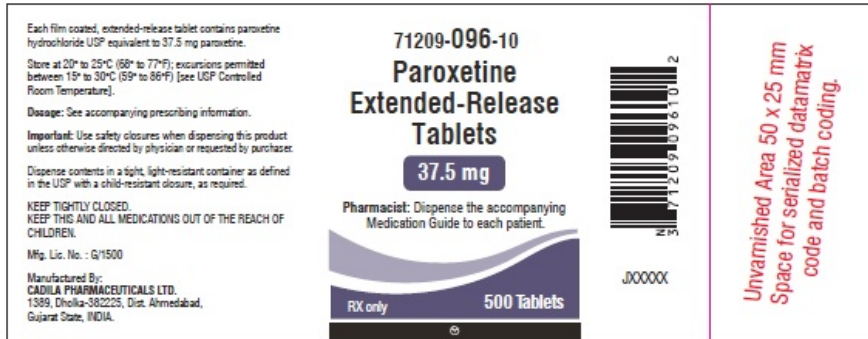 Each film coated, extended-release tablet contains paroxetine
hydrochloride USP equivalent to 37.5 mg paroxetine.
Store at 20° to 25°C (68° to 77°F); excursions permitted
between 15° to 30°C (59° to 86°F) [see USP Controlled
Room Temperature].
Dosage: See accompanying prescribing information.
Important: Use safety closures when dispensing this product
unless otherwise directed by physician or requested by purchaser.
Dispense contents in a tight, light-resistant container as defined
in the USP with a child-resistant closure, as required.
KEEP TIGHTLY CLOSED.
KEEP THIS AND ALL MEDICATIONS OUT OF THE REACH OF
CHILDREN.
Mfg. Lic. No. : G/1500
Manufactured By:
CADILA PHARMACEUTICALS LTD.
1389, Dholka-382225, Dist. Ahmedabad,
Gujarat State, INDIA.
71209-096-10
Paroxetine
Extended-Release
Tablets
37.5 mg
Pharmacist: Dispense the accompanying
Medication Guide to each patient.
RX only
500 Tablets
N
3 71209 09610 2
JXXXXX
Unvarnished Area 50 x 25 mm
Space for serialized datamatrix
code and batch coding.